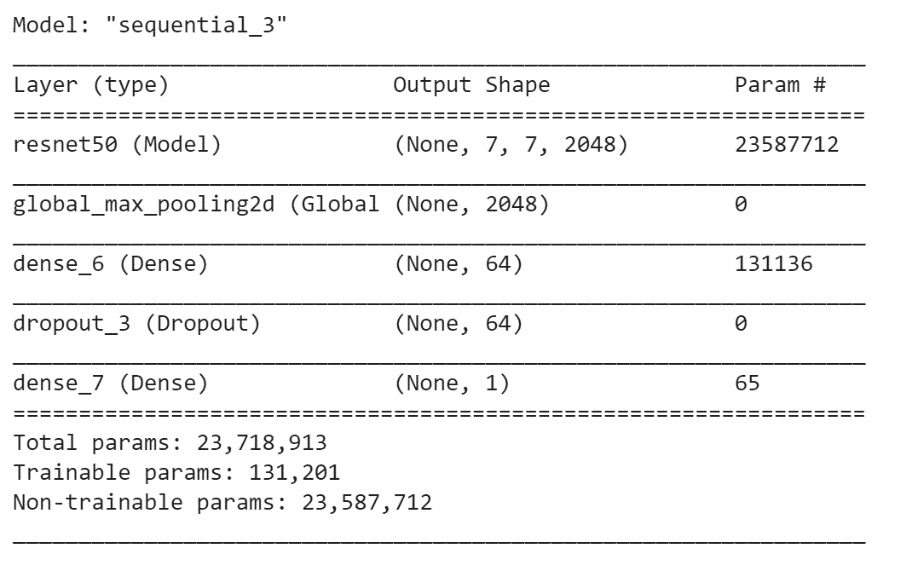 Model: "sequential_3"
_________________________________________________________________
Layer (type)                 Output Shape              Param #
=================================================================
resnet50 (Model)             (None, 7, 7, 2048)        23587712
_________________________________________________________________
global_max_pooling2d (Global (None, 2048)              0
_________________________________________________________________
dense_6 (Dense)              (None, 64)                131136
_________________________________________________________________
dropout_3 (Dropout)          (None, 64)                0
_________________________________________________________________
dense_7 (Dense)              (None, 1)                 65
=================================================================
Total params: 23,718,913
Trainable params: 131,201
Non-trainable params: 23,587,712
_________________________________________________________________